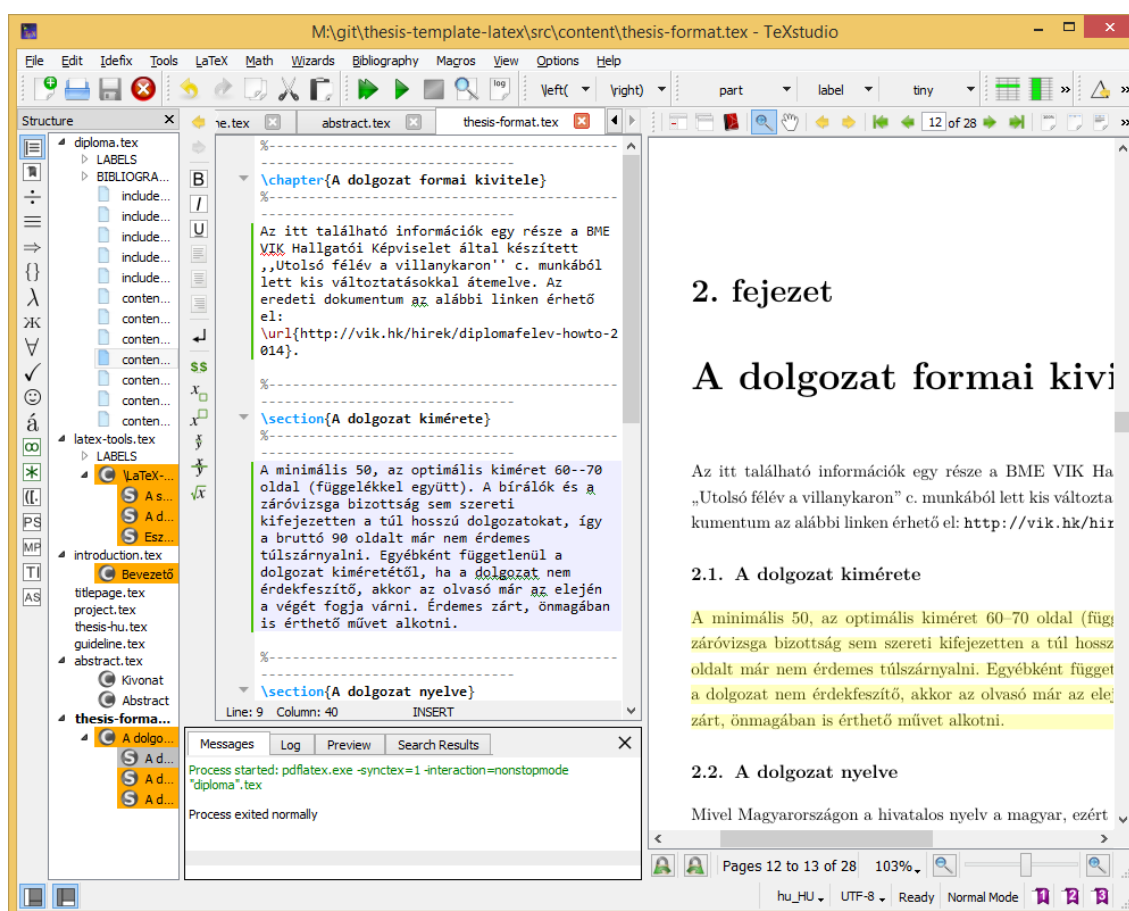 M:\git\thesis-template-latex\src\content\thesis-format.tex - TeXstudio
File Edit Idefix Tools LaTeX Math Wizards Bibliography Magros View Options Help
log \left( \right) part label tiny »  »
Structure
diploma.tex
LABELS
BIBLIOGRA
include...
include...
include...
include...
include...
conten...
conten...
conten...
conten...
conten...
conten...
conten...
latex-tools.tex
LABELS
\LaTeX-...
A s...
A d...
Esz...
introduction.tex
Bevezető
titlepage.tex
project.tex
thesis-hu.tex
guideline.tex
abstract.tex
Kivonat
Abstract
thesis-forma...
A dolgo...
A d...
A d...
A d...
÷
{}
λ
Ж
∀
á
∞
*
([.
PS
MP
TI
AS
ne.tex abstract.tex thesis-format.tex
B
I
U
$$
%-----------------------------------------------
----------------------------------
\chapter{A dolgozat formai kivitele}
%-----------------------------------------------
----------------------------------
Az itt található információk egy része a BME
VIK Hallgatói Képviselet által készített
,,Utolsó félév a villanykaron'' c. munkából
lett kis változtatásokkal átemelve. Az
eredeti dokumentum az alábbi linken érhető
el:
\url{http://vik.hk/hirek/diplomafelev-howto-2
014}.
%-----------------------------------------------
----------------------------------
\section{A dolgozat kimérete}
%-----------------------------------------------
----------------------------------
A minimális 50, az optimális kiméret 60--70
oldal (függelékkel együtt). A bírálók és a
záróvizsga bizottság sem szereti
kifejezetten a túl hosszú dolgozatokat, így
a bruttó 90 oldalt már nem érdemes
túlszárnyalni. Egyébként függetlenül a
dolgozat kiméretétől, ha a dolgozat nem
érdekfeszítő, akkor az olvasó már az elején
a végét fogja várni. Érdemes zárt, önmagában
is érthető művet alkotni.
%-----------------------------------------------
----------------------------------
\section{A dolgozat nyelve}
Line: 9 Column: 40 INSERT
Messages Log Preview Search Results
Process started: pdflatex.exe -synctex=1 -interaction=nonstopmode
"diploma".tex
Process exited normally
12 of 28 »
2. fejezet
A dolgozat formai kivi
Az itt található információk egy része a BME VIK Ha
„Utolsó félév a villanykaron” c. munkából lett kis változta
kumentum az alábbi linken érhető el: http://vik.hk/hir
2.1. A dolgozat kimérete
A minimális 50, az optimális kiméret 60–70 oldal (füg
záróvizsga bizottság sem szereti kifejezetten a túl hossz
oldalt már nem érdemes túlszárnyalni. Egyébként függet
a dolgozat nem érdekfeszítő, akkor az olvasó már az elej
zárt, önmagában is érthető művet alkotni.
2.2. A dolgozat nyelve
Mivel Magyarországon a hivatalos nyelv a magyar, ezért
Pages 12 to 13 of 28 103%
hu_HU UTF-8 Ready Normal Mode 1 2 3